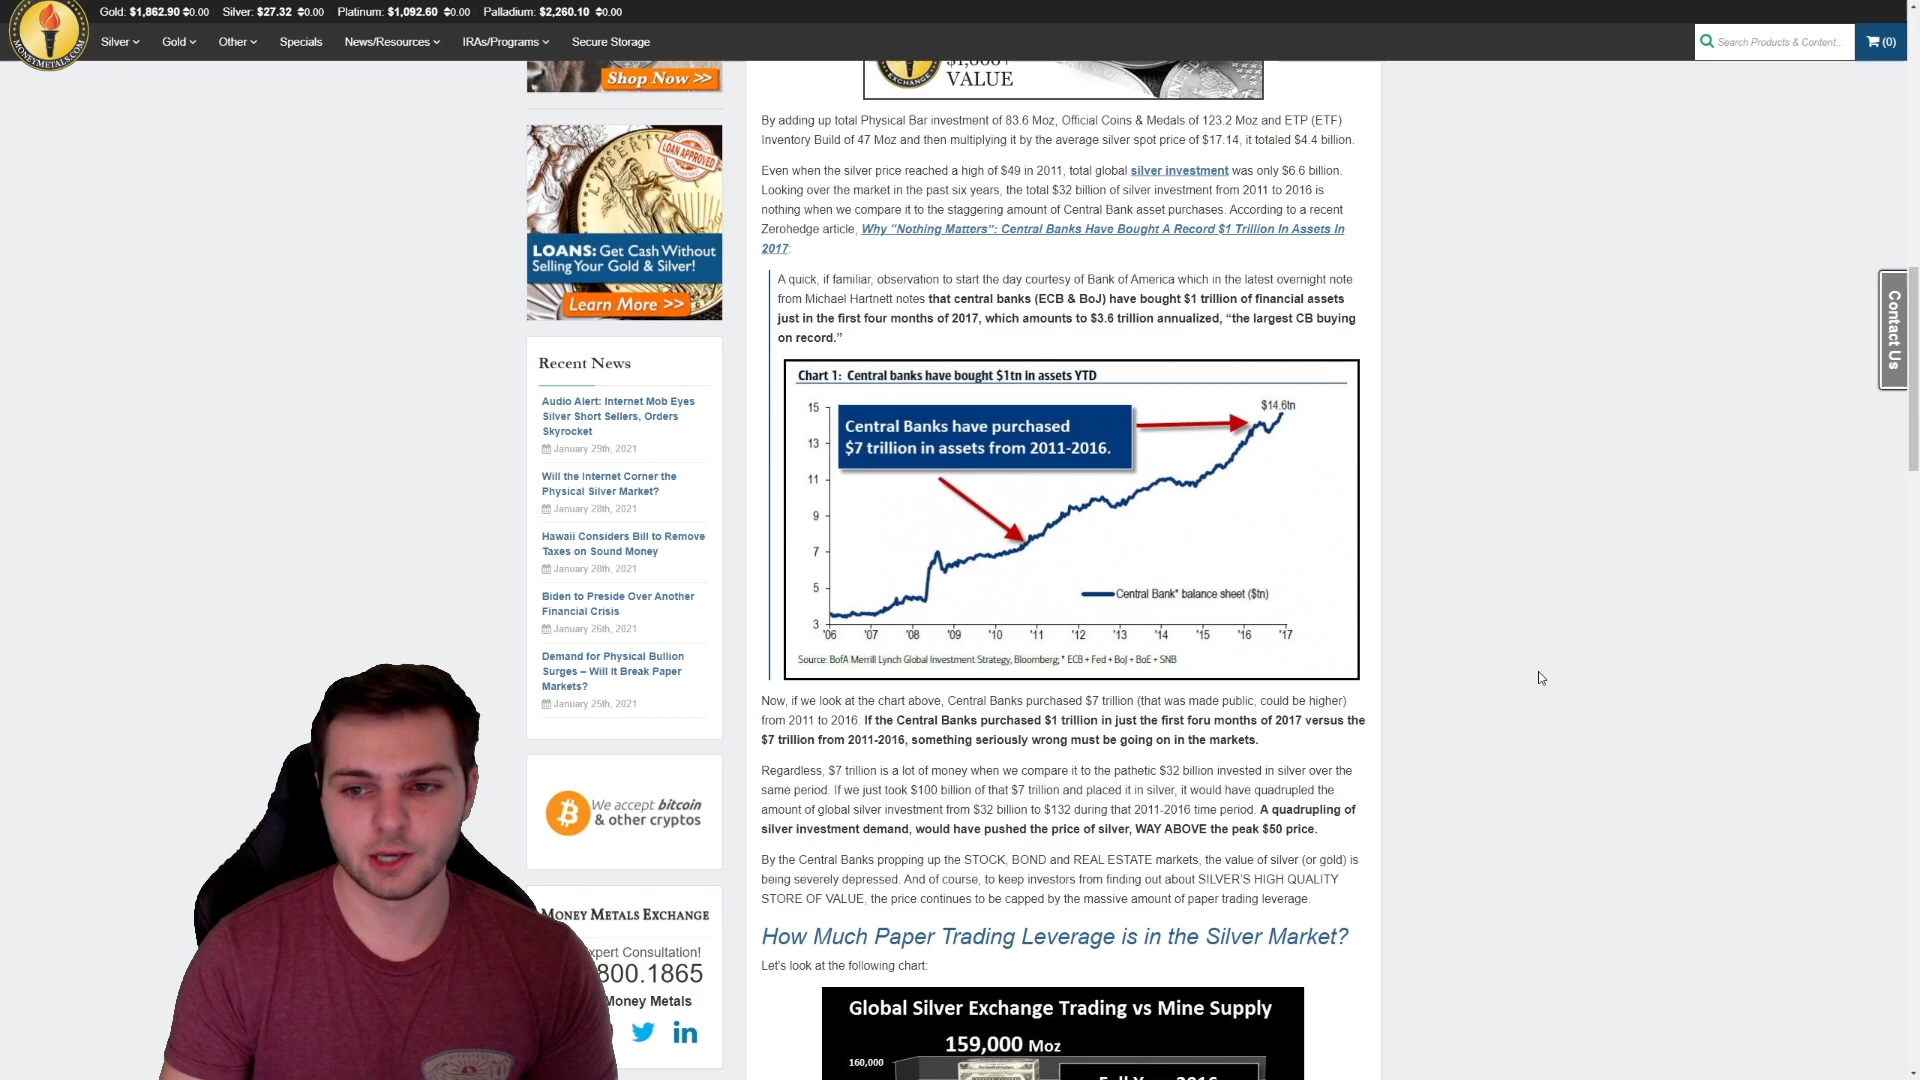 Gold: $1,862.90 ⬍0.00 Silver: $27.32 ⬍0.00 Platinum: $1,092.60 ⬍0.00 Palladium: $2,260.10 ⬍0.00
MONEYMETALS.COM
Silver Gold Other Specials News/Resources IRAs/Programs Secure Storage
Search Products & Content...
(0)
Contact Us
Shop Now >>
LIBERTY
LOAN APPROVED
LOANS: Get Cash Without
Selling Your Gold & Silver!
Learn More >>
Recent News
Audio Alert: Internet Mob Eyes
Silver Short Sellers, Orders
Skyrocket
January 29th, 2021
Will the Internet Corner the
Physical Silver Market?
January 28th, 2021
Hawaii Considers Bill to Remove
Taxes on Sound Money
January 28th, 2021
Biden to Preside Over Another
Financial Crisis
January 26th, 2021
Demand for Physical Bullion
Surges – Will It Break Paper
Markets?
January 25th, 2021
We accept bitcoin
& other cryptos
MONEY METALS EXCHANGE
xpert Consultation!
800.1865
Money Metals
EXCHANGE
VALUE
By adding up total Physical Bar investment of 83.6 Moz, Official Coins & Medals of 123.2 Moz and ETP (ETF)
Inventory Build of 47 Moz and then multiplying it by the average silver spot price of $17.14, it totaled $4.4 billion.
Even when the silver price reached a high of $49 in 2011, total global silver investment was only $6.6 billion.
Looking over the market in the past six years, the total $32 billion of silver investment from 2011 to 2016 is
nothing when we compare it to the staggering amount of Central Bank asset purchases. According to a recent
Zerohedge article, Why "Nothing Matters": Central Banks Have Bought A Record $1 Trillion In Assets In
2017:
A quick, if familiar, observation to start the day courtesy of Bank of America which in the latest overnight note
from Michael Hartnett notes that central banks (ECB & BoJ) have bought $1 trillion of financial assets
just in the first four months of 2017, which amounts to $3.6 trillion annualized, “the largest CB buying
on record.”
Chart 1: Central banks have bought $1tn in assets YTD
$14.6tn
Central Banks have purchased
$7 trillion in assets from 2011-2016.
15
13
11
9
7
5
3
Central Bank* balance sheet ($tn)
'06 '07 '08 '09 '10 '11 '12 '13 '14 '15 '16 '17
Source: BofA Merrill Lynch Global Investment Strategy, Bloomberg; * ECB + Fed + BoJ + BoE + SNB
Now, if we look at the chart above, Central Banks purchased $7 trillion (that was made public, could be higher)
from 2011 to 2016. If the Central Banks purchased $1 trillion in just the first foru months of 2017 versus the
$7 trillion from 2011-2016, something seriously wrong must be going on in the markets.
Regardless, $7 trillion is a lot of money when we compare it to the pathetic $32 billion invested in silver over the
same period. If we just took $100 billion of that $7 trillion and placed it in silver, it would have quadrupled the
amount of global silver investment from $32 billion to $132 during that 2011-2016 time period. A quadrupling of
silver investment demand, would have pushed the price of silver, WAY ABOVE the peak $50 price.
By the Central Banks propping up the STOCK, BOND and REAL ESTATE markets, the value of silver (or gold) is
being severely depressed. And of course, to keep investors from finding out about SILVER'S HIGH QUALITY
STORE OF VALUE, the price continues to be capped by the massive amount of paper trading leverage.
How Much Paper Trading Leverage is in the Silver Market?
Let's look at the following chart:
Global Silver Exchange Trading vs Mine Supply
159,000 Moz
160,000